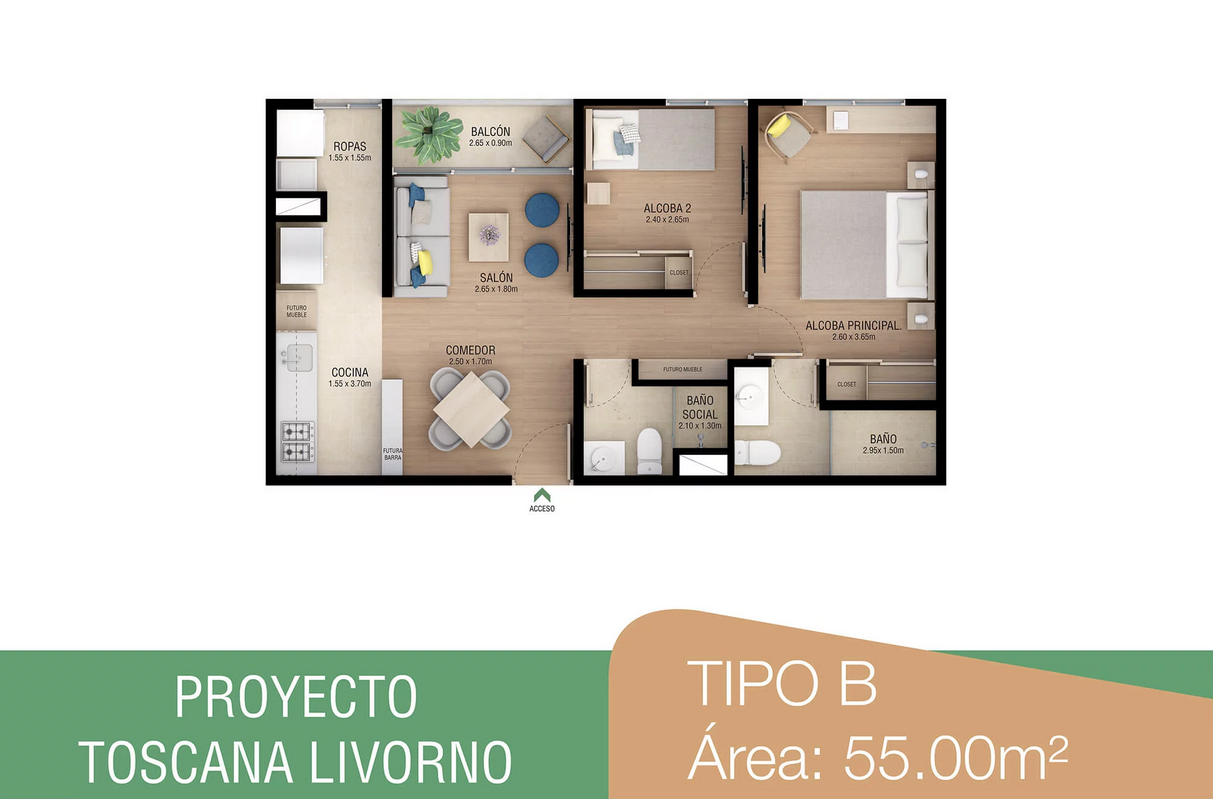 ROPAS
1.55 x 1.55m
BALCÓN
2.65 x 0.90m
ALCOBA 2
2.40 x 2.65m
CLOSET
SALÓN
2.65 x 1.80m
FUTURO
MUEBLE
ALCOBA PRINCIPAL.
2.60 x 3.65m
COMEDOR
2.50 x 1.70m
COCINA
1.55 x 3.70m
FUTURO MUEBLE
CLOSET
BAÑO
SOCIAL
2.10 x 1.30m
BAÑO
2.95x 1.50m
FUTURA
BARRA
ACCESO
PROYECTO
TOSCANA LIVORNO
TIPO B
Área: 55.00m²